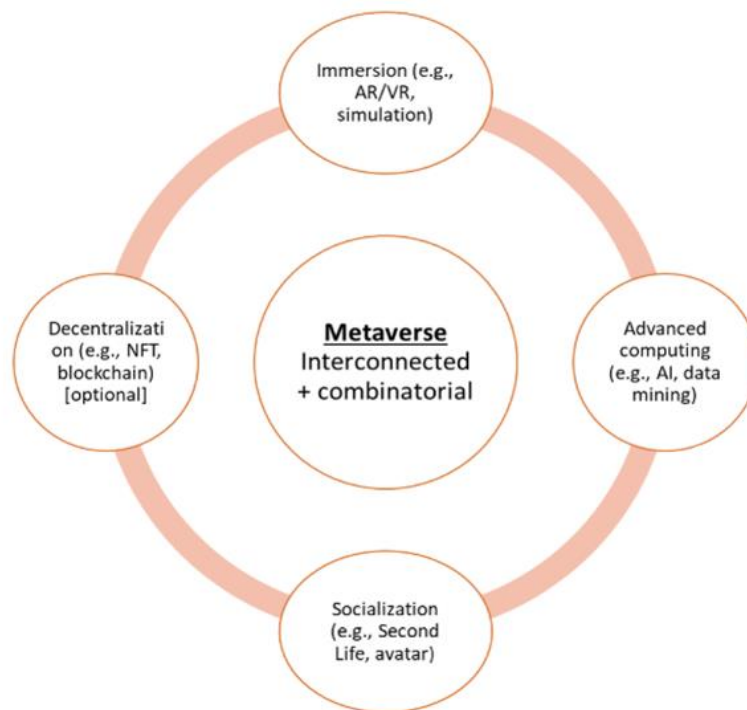 Immersion (e.g.,
AR/VR,
simulation)
Decentralizati
on (e.g., NFT,
blockchain)
[optional]
Metaverse
Interconnected
+ combinatorial
Advanced
computing
(e.g., AI, data
mining)
Socialization
(e.g., Second
Life, avatar)